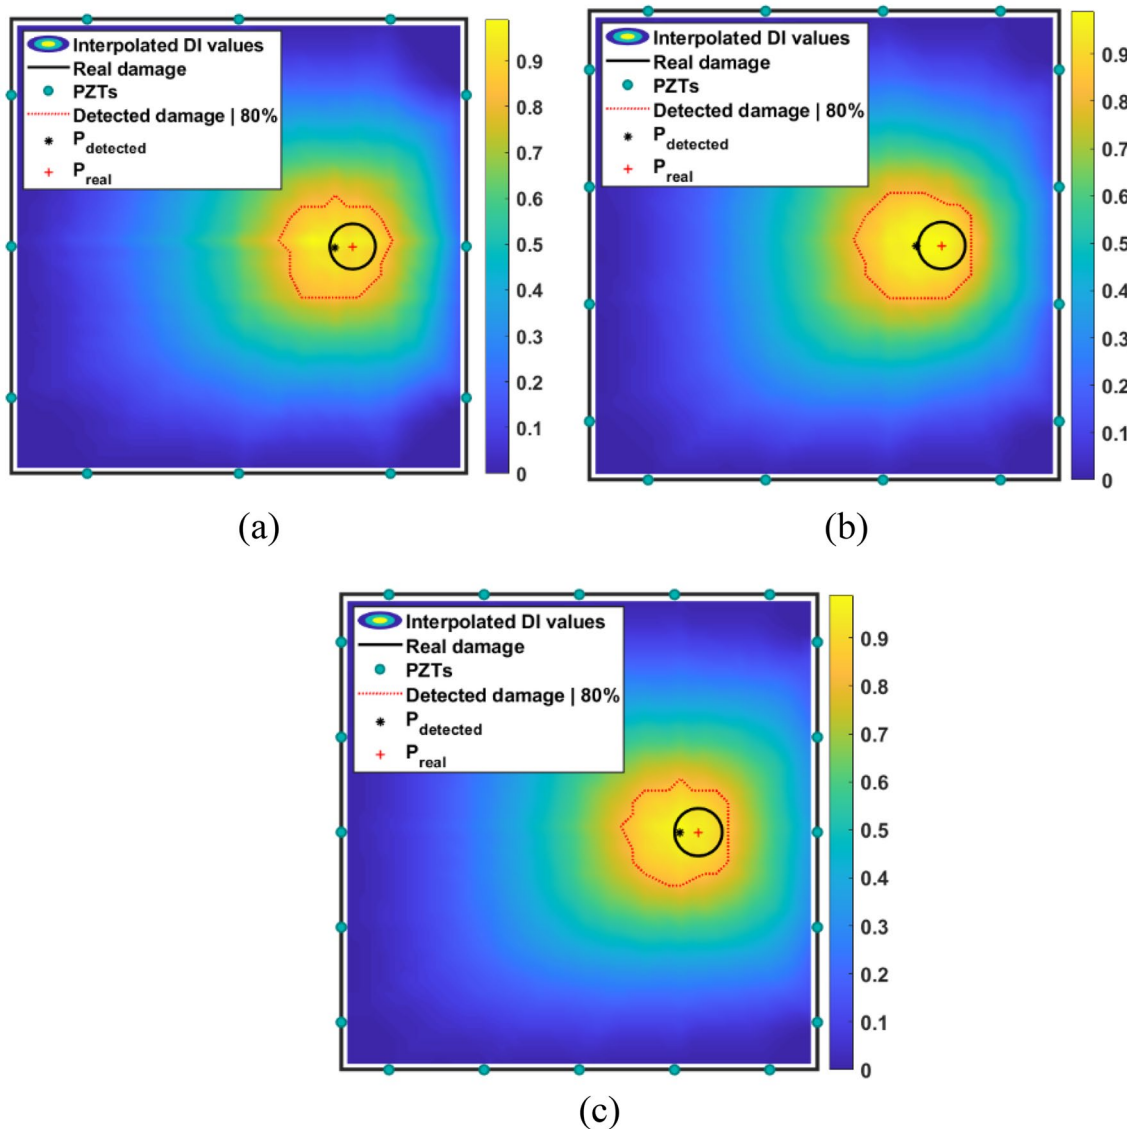 Interpolated DI values
Real damage
PZTs
Detected damage | 80%
P detected
P real
0.9
0.8
0.7
0.6
0.5
0.4
0.3
0.2
0.1
0
(a)
Interpolated DI values
Real damage
PZTs
Detected damage | 80%
P detected
P real
0.9
0.8
0.7
0.6
0.5
0.4
0.3
0.2
0.1
0
(b)
Interpolated DI values
Real damage
PZTs
Detected damage | 80%
P detected
P real
0.9
0.8
0.7
0.6
0.5
0.4
0.3
0.2
0.1
0
(c)